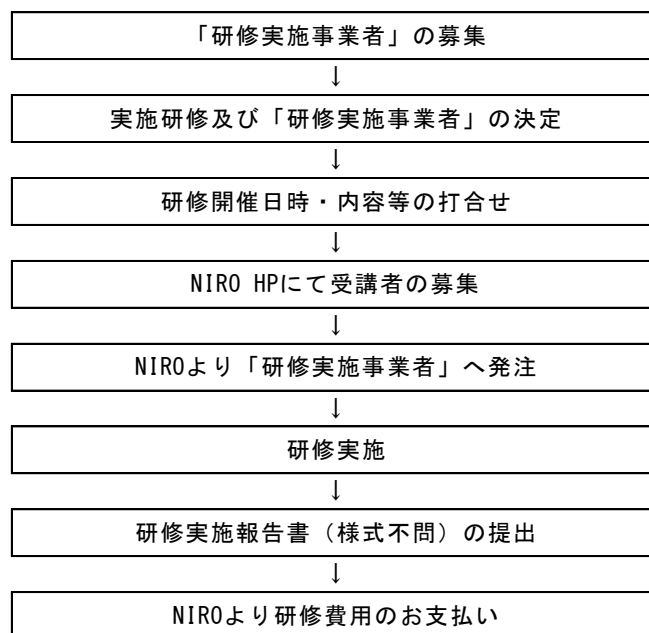 「研修実施事業者」の募集
↓
実施研修及び「研修実施事業者」の決定
↓
研修開催日時・内容等の打合せ
↓
NIRO HPにて受講者の募集
↓
NIROより「研修実施事業者」へ発注
↓
研修実施
↓
研修実施報告書（様式不問）の提出
↓
NIROより研修費用のお支払い